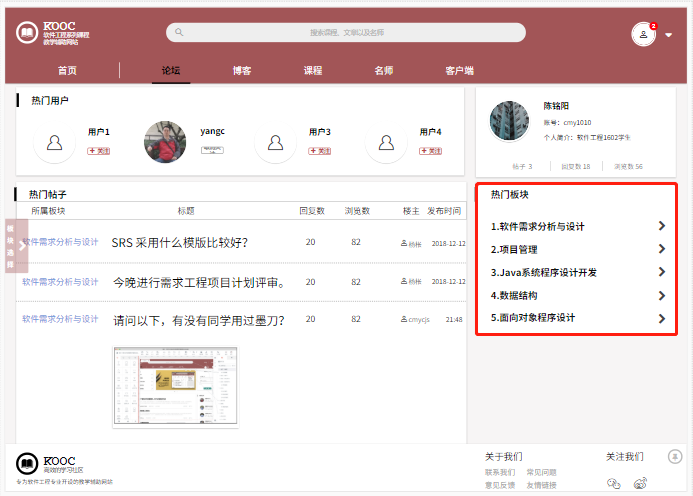 KOOC
软件工程系列课程
教学辅助网站
搜索课程、文章以及名师
2
首页 论坛 博客 课程 名师 客户端
热门用户
用户1
+ 关注
yangc
用户3
+ 关注
用户4
+ 关注
陈铭阳
账号：cmy1010
个人简介：软件工程1602学生
帖子 3 回复数 18 浏览数 56
热门帖子
所属板块 标题 回复数 浏览数 楼主 发布时间
软件需求分析与设计 SRS 采用什么模版比较好？ 20 82 杨枨 2018-12-12
软件需求分析与设计 今晚进行需求工程项目计划评审。 20 82 杨枨 2018-12-12
软件需求分析与设计 请问以下，有没有同学用过墨刀？ 20 82 cmycjs 21:48
板块选择
热门板块
1.软件需求分析与设计
2.项目管理
3.Java系统程序设计开发
4.数据结构
5.面向对象程序设计
KOOC
高效的学习社区
专为软件工程专业开设的教学辅助网站
关于我们
联系我们 常见问题
意见反馈 友情链接
关注我们